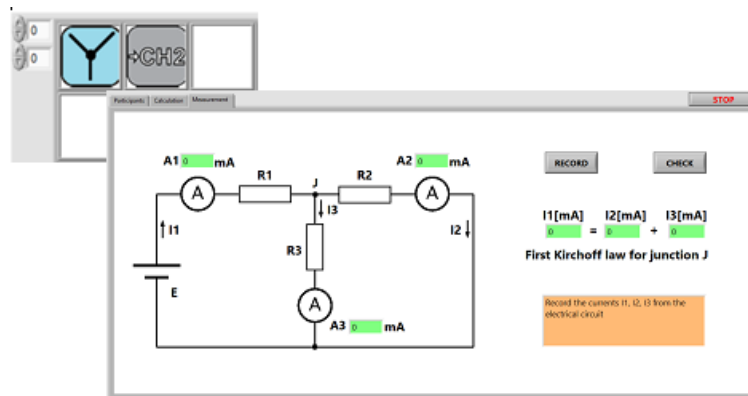 0
0
⇒CH2
Participants Calculation Measurement
STOP
A1 0 mA
A2 0 mA
RECORD
CHECK
R1
J
R2
A
A
I3
I1
I2
R3
I1[mA] I2[mA] I3[mA]
0 = 0 + 0
First Kirchoff law for junction J
E
A
A3 0 mA
Record the currents I1, I2, I3 from the
electrical circuit